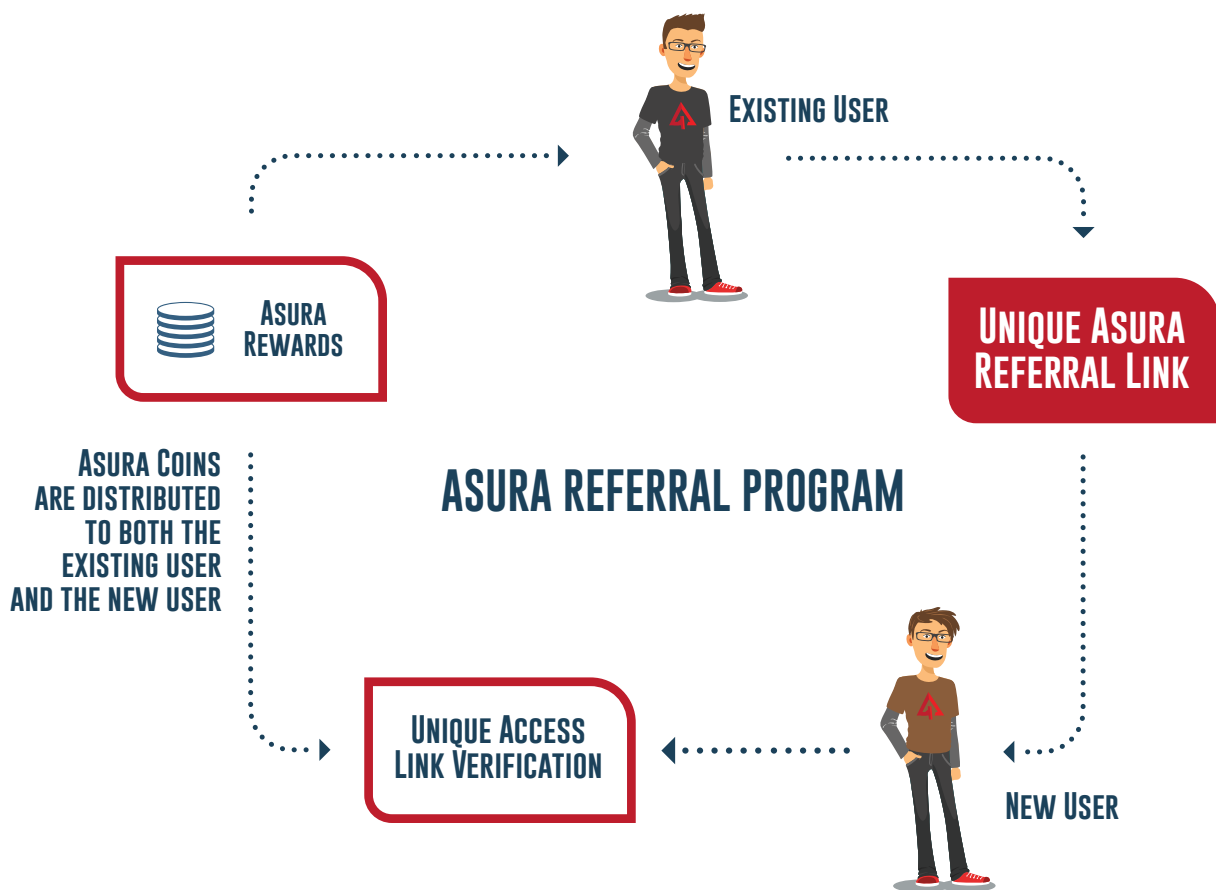 Existing User
Asura
Rewards
Unique Asura
Referral Link
Asura Coins
are distributed
to both the
existing user
and the new user
ASURA REFERRAL PROGRAM
Unique Access
Link Verification
New User